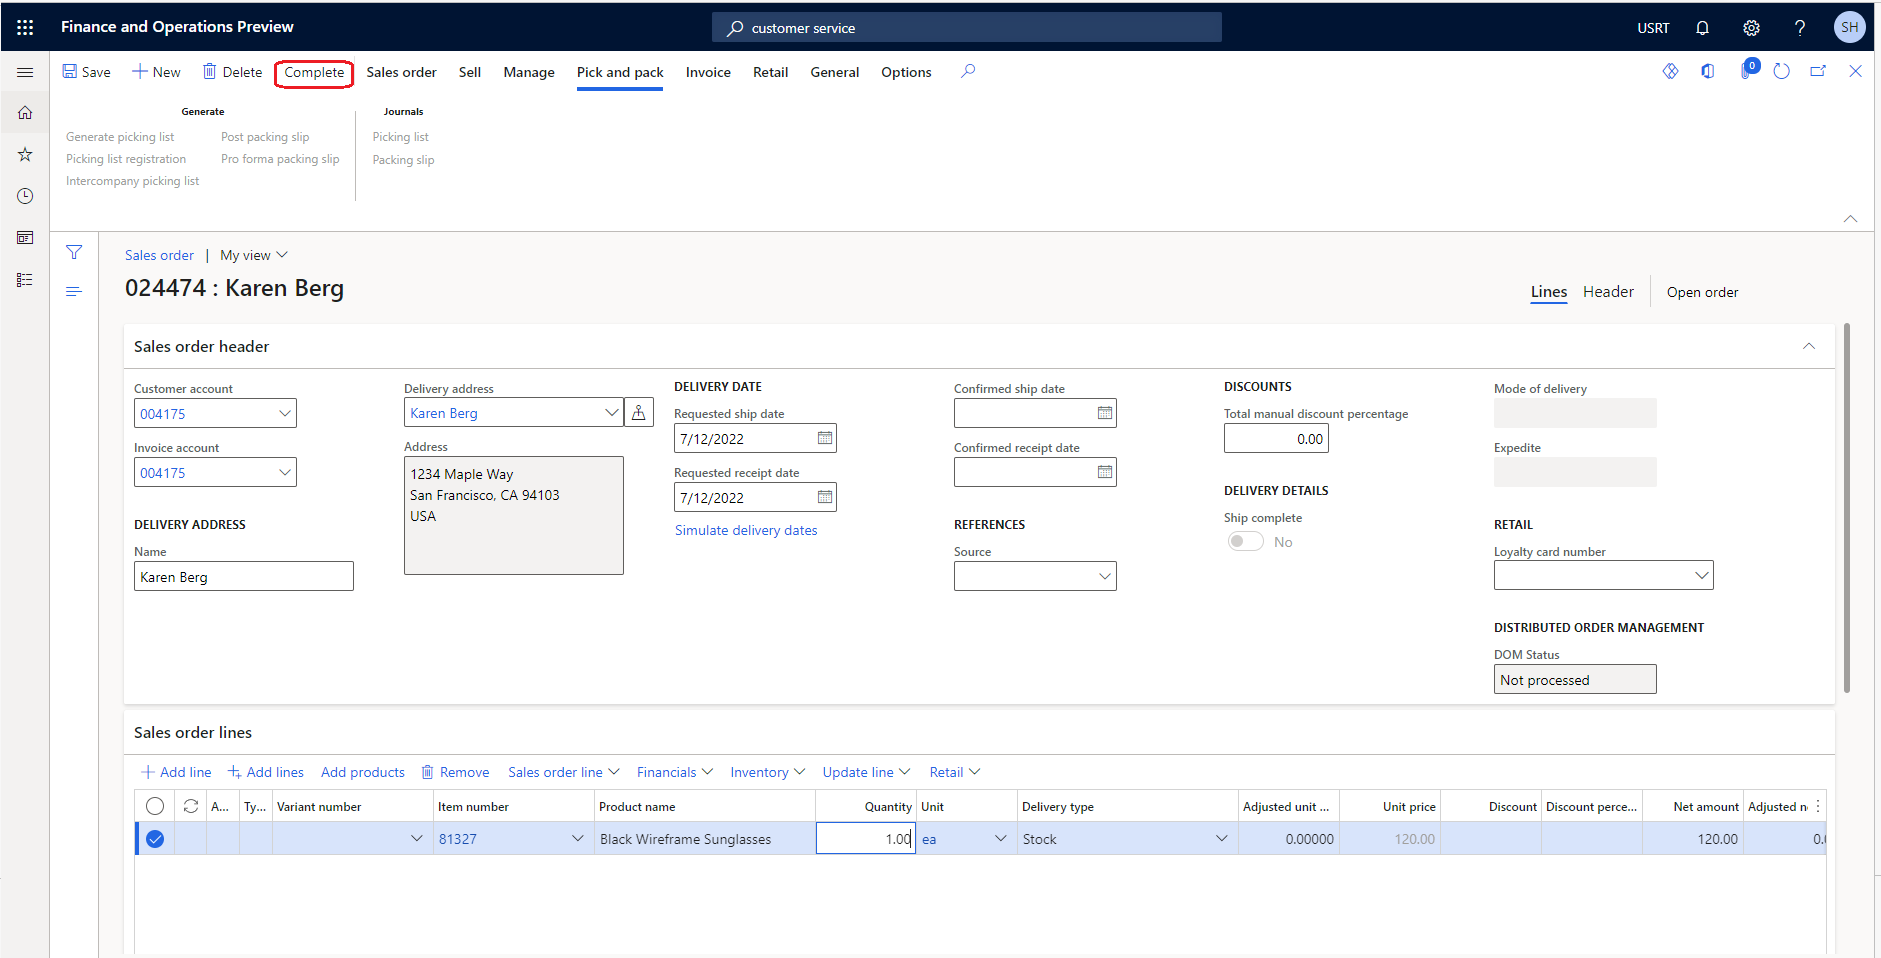 Finance and Operations Preview
customer service
USRT
SH
Save
New
Delete
Complete
Sales order
Sell
Manage
Pick and pack
Invoice
Retail
General
Options
0
Generate
Journals
Generate picking list
Post packing slip
Picking list
Picking list registration
Pro forma packing slip
Packing slip
Intercompany picking list
Sales order | My view
024474 : Karen Berg
Lines
Header
Open order
Sales order header
Customer account
004175
Invoice account
004175
DELIVERY ADDRESS
Name
Karen Berg
Delivery address
Karen Berg
Address
1234 Maple Way
San Francisco, CA 94103
USA
DELIVERY DATE
Requested ship date
7/12/2022
Requested receipt date
7/12/2022
Simulate delivery dates
Confirmed ship date
Confirmed receipt date
REFERENCES
Source
DISCOUNTS
Total manual discount percentage
0.00
DELIVERY DETAILS
Ship complete
No
Mode of delivery
Expedite
RETAIL
Loyalty card number
DISTRIBUTED ORDER MANAGEMENT
DOM Status
Not processed
Sales order lines
Add line
Add lines
Add products
Remove
Sales order line
Financials
Inventory
Update line
Retail
A... Ty... Variant number Item number Product name Quantity Unit Delivery type Adjusted unit ... Unit price Discount Discount perce... Net amount Adjusted n
81327 Black Wireframe Sunglasses 1.00 ea Stock 0.00000 120.00 120.00 0.0